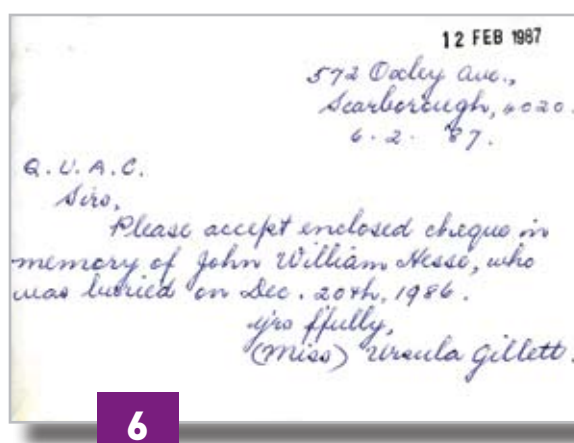 12 FEB 1987
572 Oxley Ave.,
Scarborough, 4020.
6. 2. '87.
Q.U.A.C.
Sirs,
Please accept enclosed cheque in
memory of John William Hesse, who
was buried on Dec. 20th, 1986.
yrs ffully,
(Miss) Ursula Gillett.
6